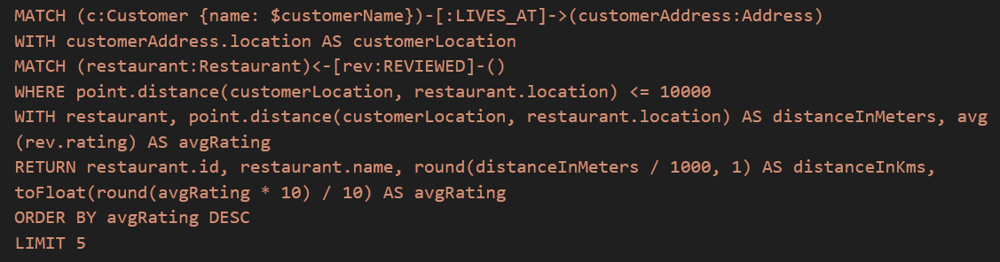 MATCH (c:Customer {name: $customerName})-[:LIVES_AT]->(customerAddress:Address)
WITH customerAddress.location AS customerLocation
MATCH (restaurant:Restaurant)<-[rev:REVIEWED]-()
WHERE point.distance(customerLocation, restaurant.location) <= 10000
WITH restaurant, point.distance(customerLocation, restaurant.location) AS distanceInMeters, avg
(rev.rating) AS avgRating
RETURN restaurant.id, restaurant.name, round(distanceInMeters / 1000, 1) AS distanceInKms,
toFloat(round(avgRating * 10) / 10) AS avgRating
ORDER BY avgRating DESC
LIMIT 5